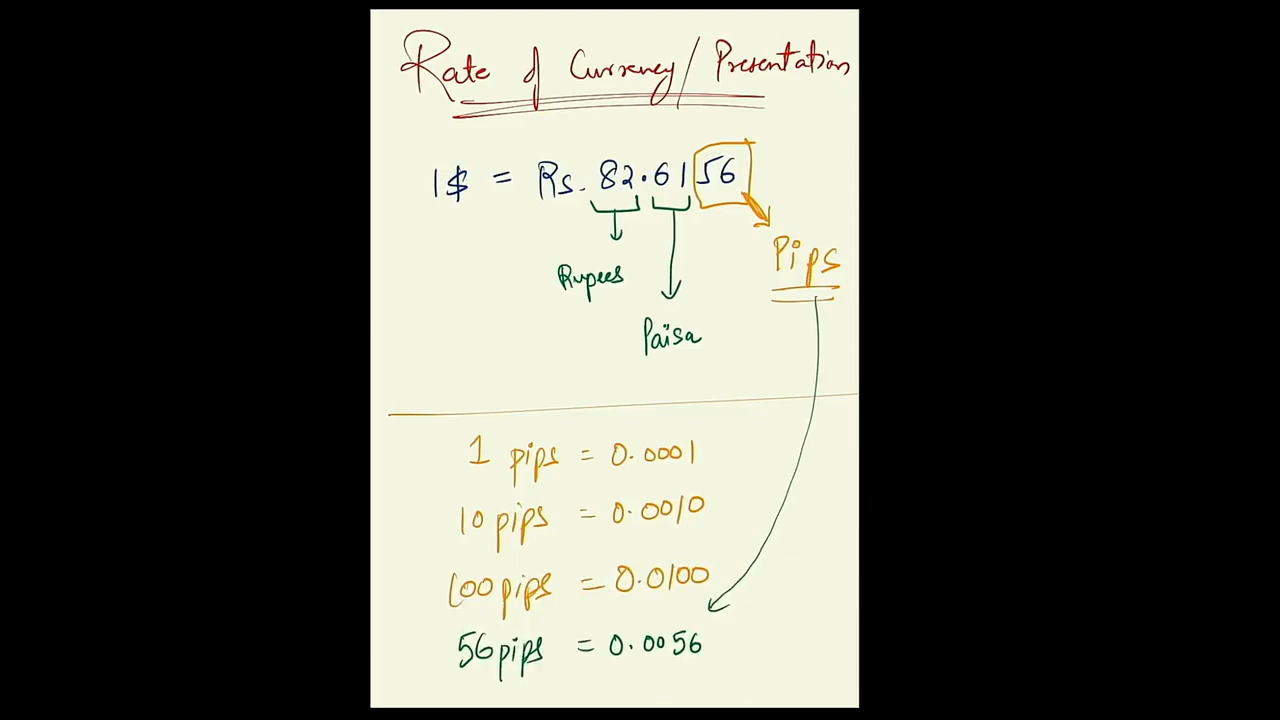 Rate of Currency/Presentation
1$ = Rs. 82.6156
Pips
Rupees
Paisa
1 pips = 0.0001
10 pips = 0.0010
100 pips = 0.0100
56 pips = 0.0056